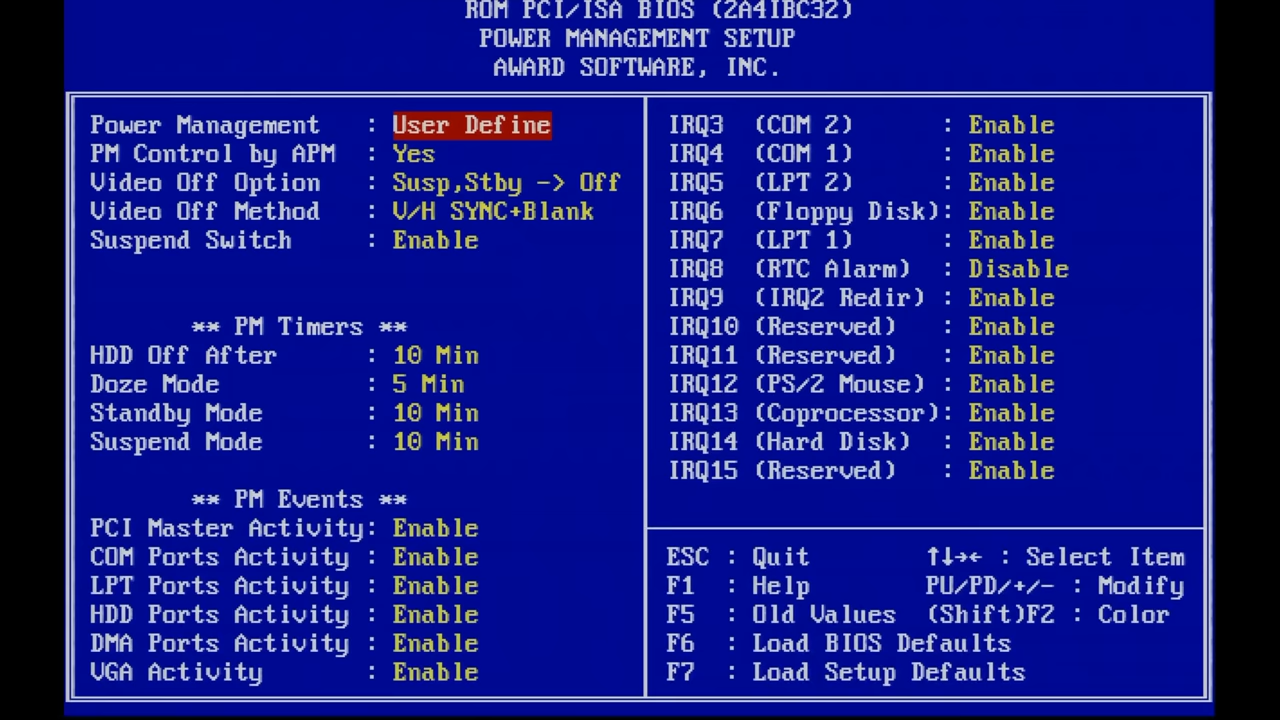 ROM PCI/ISA BIOS (2A4IBC32)
POWER MANAGEMENT SETUP
AWARD SOFTWARE, INC.
Power Management : User Define
PM Control by APM : Yes
Video Off Option : Susp,Stby -> Off
Video Off Method : V/H SYNC+Blank
Suspend Switch : Enable
** PM Timers **
HDD Off After : 10 Min
Doze Mode : 5 Min
Standby Mode : 10 Min
Suspend Mode : 10 Min
** PM Events **
PCI Master Activity: Enable
COM Ports Activity : Enable
LPT Ports Activity : Enable
HDD Ports Activity : Enable
DMA Ports Activity : Enable
VGA Activity : Enable
IRQ3 (COM 2) : Enable
IRQ4 (COM 1) : Enable
IRQ5 (LPT 2) : Enable
IRQ6 (Floppy Disk): Enable
IRQ7 (LPT 1) : Enable
IRQ8 (RTC Alarm) : Disable
IRQ9 (IRQ2 Redir) : Enable
IRQ10 (Reserved) : Enable
IRQ11 (Reserved) : Enable
IRQ12 (PS/2 Mouse) : Enable
IRQ13 (Coprocessor): Enable
IRQ14 (Hard Disk) : Enable
IRQ15 (Reserved) : Enable
ESC : Quit ↑↓→← : Select Item
F1 : Help PU/PD/+/- : Modify
F5 : Old Values (Shift)F2 : Color
F6 : Load BIOS Defaults
F7 : Load Setup Defaults